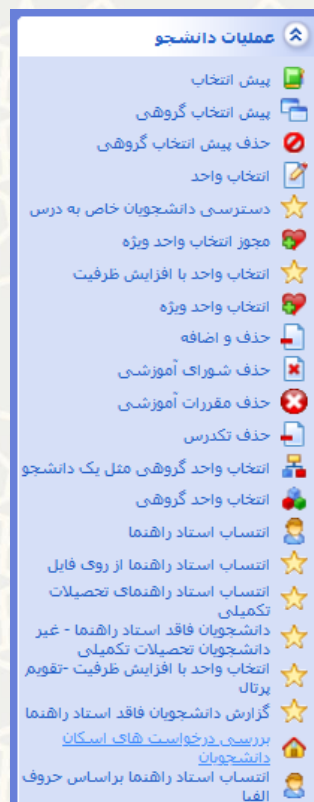 عملیات دانشجو
پیش انتخاب
پیش انتخاب گروهی
حذف پیش انتخاب گروهی
انتخاب واحد
دسترسی دانشجویان خاص به درس
مجوز انتخاب واحد ویژه
انتخاب واحد با افزایش ظرفیت
انتخاب واحد ویژه
حذف و اضافه
حذف شورای آموزشی
حذف مقررات آموزشی
حذف تکدرس
انتخاب واحد گروهی مثل یک دانشجو
انتخاب واحد گروهی
انتساب استاد راهنما
انتساب استاد راهنما از روی فایل
انتساب استاد راهنمای تحصیلات
تکمیلی
دانشجویان فاقد استاد راهنما - غیر
دانشجویان تحصیلات تکمیلی
انتخاب واحد با افزایش ظرفیت -تقویم
پرتال
گزارش دانشجویان فاقد استاد راهنما
بررسی درخواست های اسکان
دانشجویان
انتساب استاد راهنما براساس حروف
الفبا